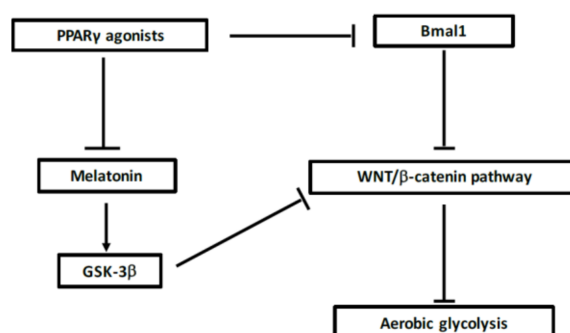 PPARγ agonists
Bmal1
Melatonin
WNT/β-catenin pathway
GSK-3β
Aerobic glycolysis